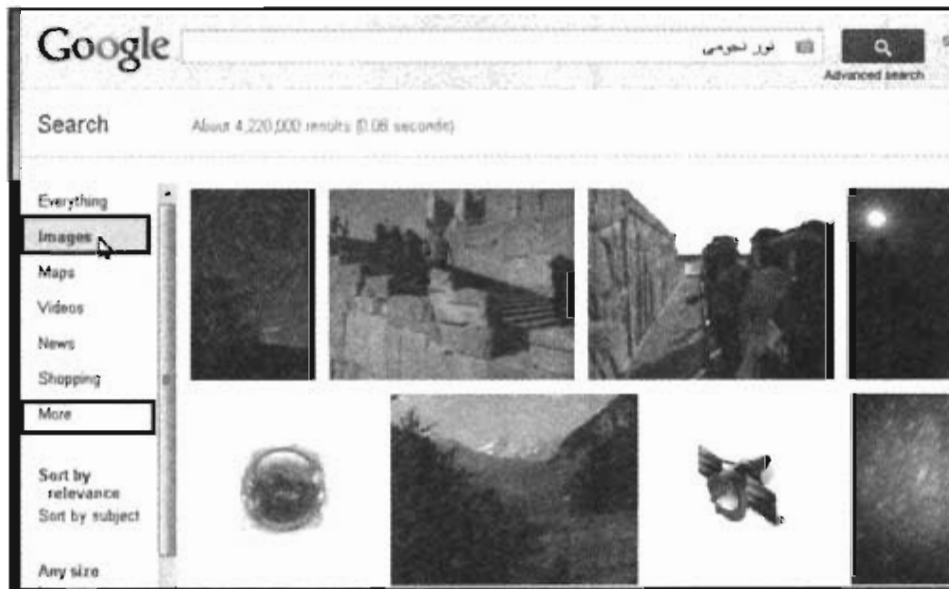 Google
نور نجومی
Advanced search
Search
About 4,220,000 results (0.08 seconds)
Everything
Images
Maps
Videos
News
Shopping
More
Sort by
relevance
Sort by subject
Any size